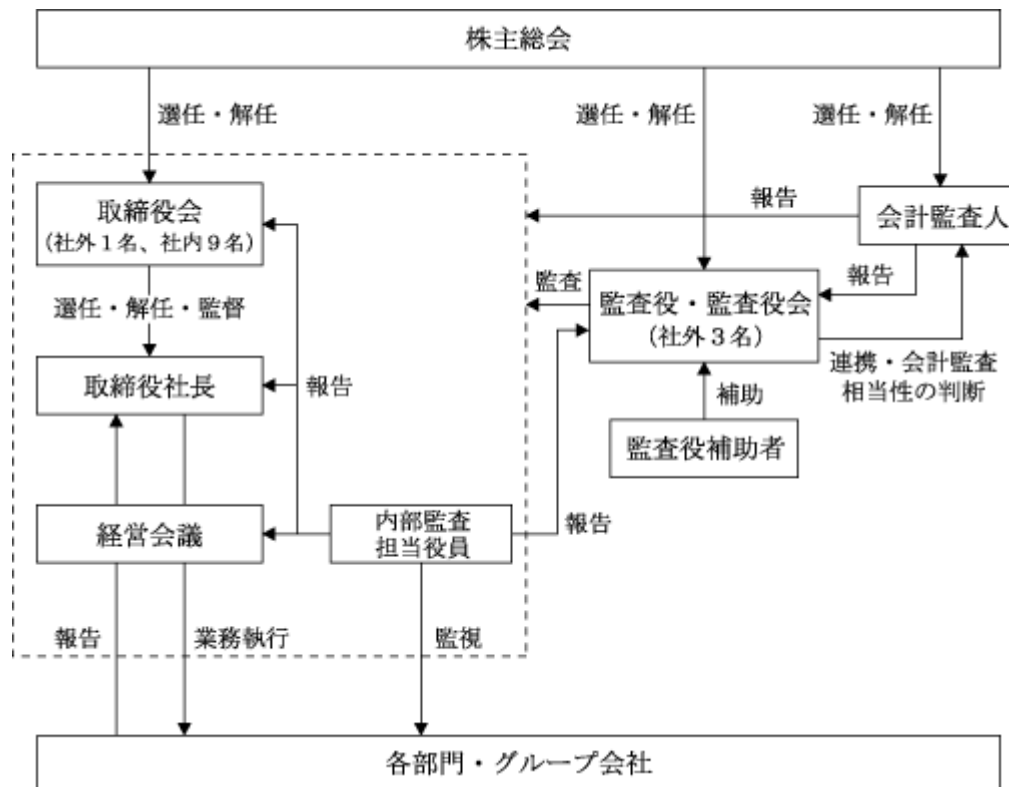 株主総会
選任・解任
選任・解任
選任・解任
取締役会
（社外1名、社内9名）
報告
会計監査人
監査
報告
選任・解任・監督
監査役・監査役会
（社外3名）
取締役社長
報告
連携・会計監査
相当性の判断
補助
監査役補助者
経営会議
内部監査
担当役員
報告
報告
業務執行
監視
各部門・グループ会社